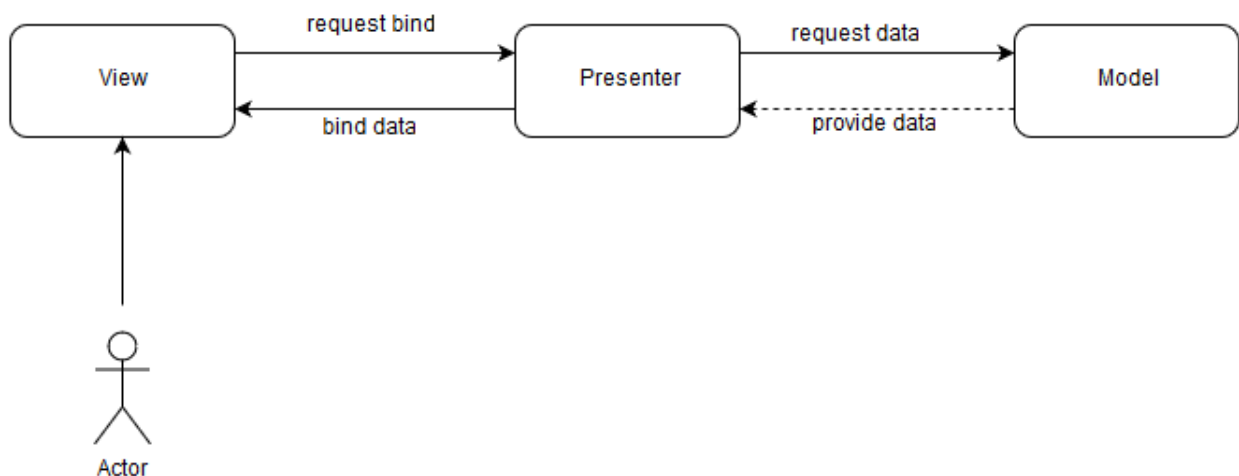 request bind
request data
View
Presenter
Model
bind data
provide data
Actor